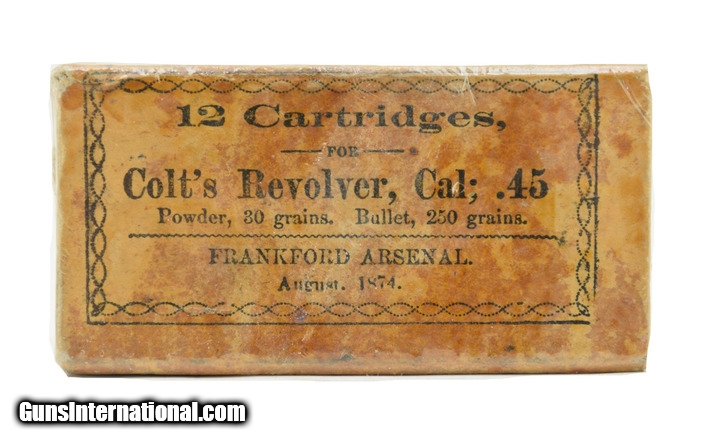 12 Cartridges,
FOR
Colt's Revolver, Cal; .45
Powder, 30 grains. Bullet, 250 grains.
FRANKFORD ARSENAL.
August. 1874.
GunsInternational.com